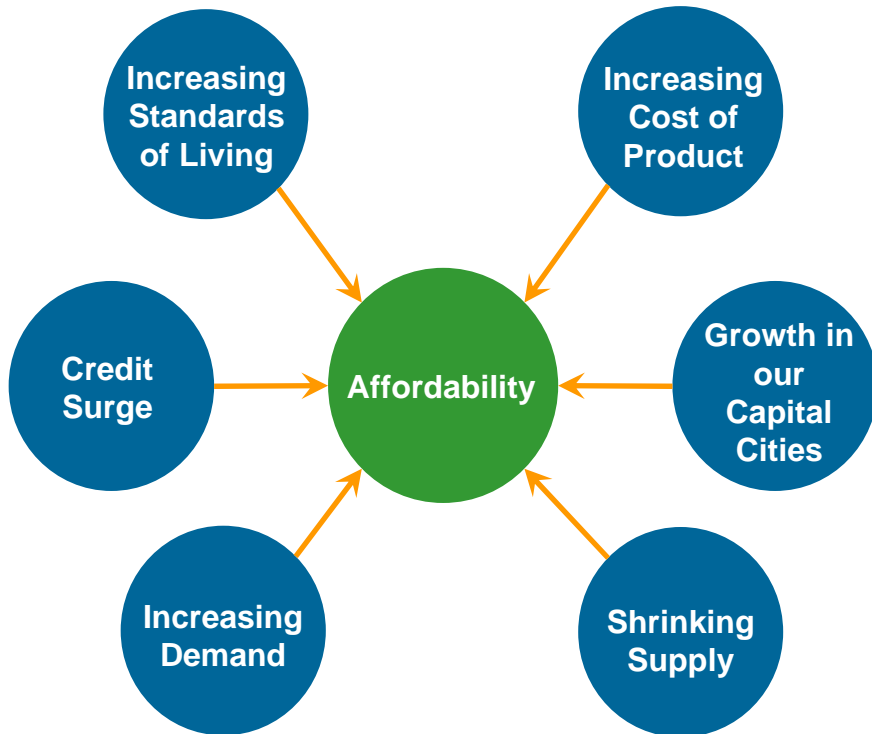 Increasing
Standards
of Living
Increasing
Cost of
Product
Credit
Surge
Affordability
Growth in
our
Capital
Cities
Increasing
Demand
Shrinking
Supply